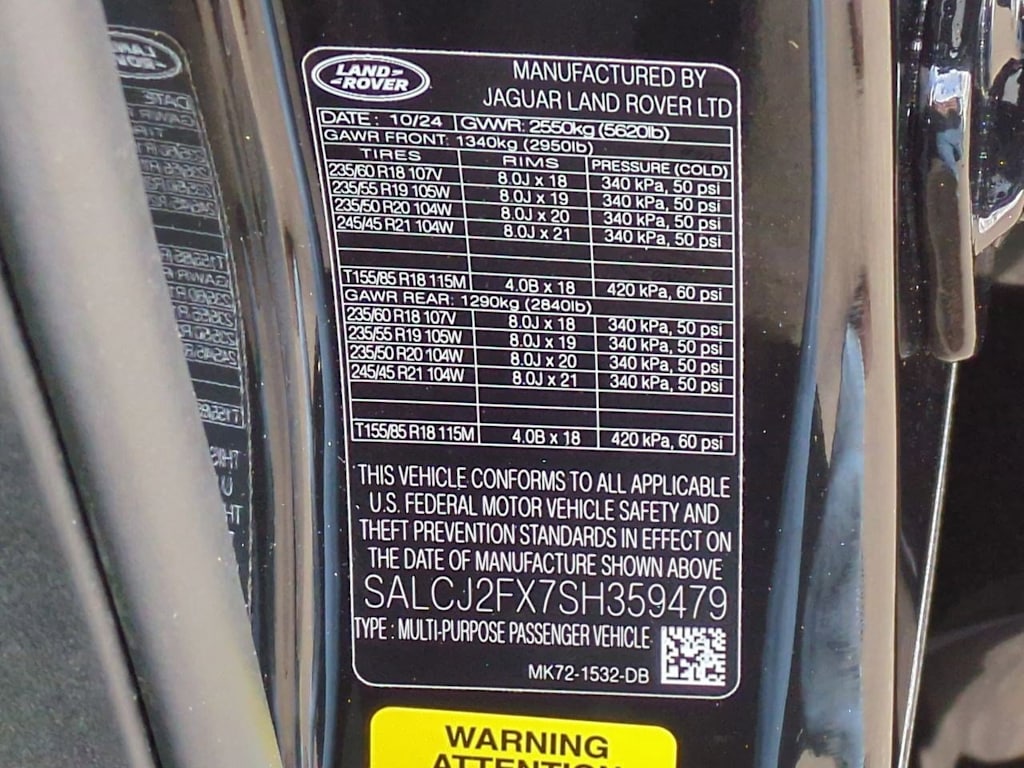 LAND-
-ROVER
MANUFACTURED BY
JAGUAR LAND ROVER LTD
DATE : 10/24 GVWR: 2550kg (5620lb)
GAWR FRONT: 1340kg (2950lb)
TIRES RIMS PRESSURE (COLD)
235/60 R18 107V 8.0J x 18 340 kPa, 50 psi
235/55 R19 105W 8.0J x 19 340 kPa, 50 psi
235/50 R20 104W 8.0J x 20 340 kPa, 50 psi
245/45 R21 104W 8.0J x 21 340 kPa, 50 psi
T155/85 R18 115M 4.0B x 18 420 kPa, 60 psi
GAWR REAR: 1290kg (2840lb)
235/60 R18 107V 8.0J x 18 340 kPa, 50 psi
235/55 R19 105W 8.0J x 19 340 kPa, 50 psi
235/50 R20 104W 8.0J x 20 340 kPa, 50 psi
245/45 R21 104W 8.0J x 21 340 kPa, 50 psi
T155/85 R18 115M 4.0B x 18 420 kPa, 60 psi
THIS VEHICLE CONFORMS TO ALL APPLICABLE
U.S. FEDERAL MOTOR VEHICLE SAFETY AND
THEFT PREVENTION STANDARDS IN EFFECT ON
THE DATE OF MANUFACTURE SHOWN ABOVE
SALCJ2FX7SH359479
TYPE : MULTI-PURPOSE PASSENGER VEHICLE
MK72-1532-DB
WARNING
ATTENTION